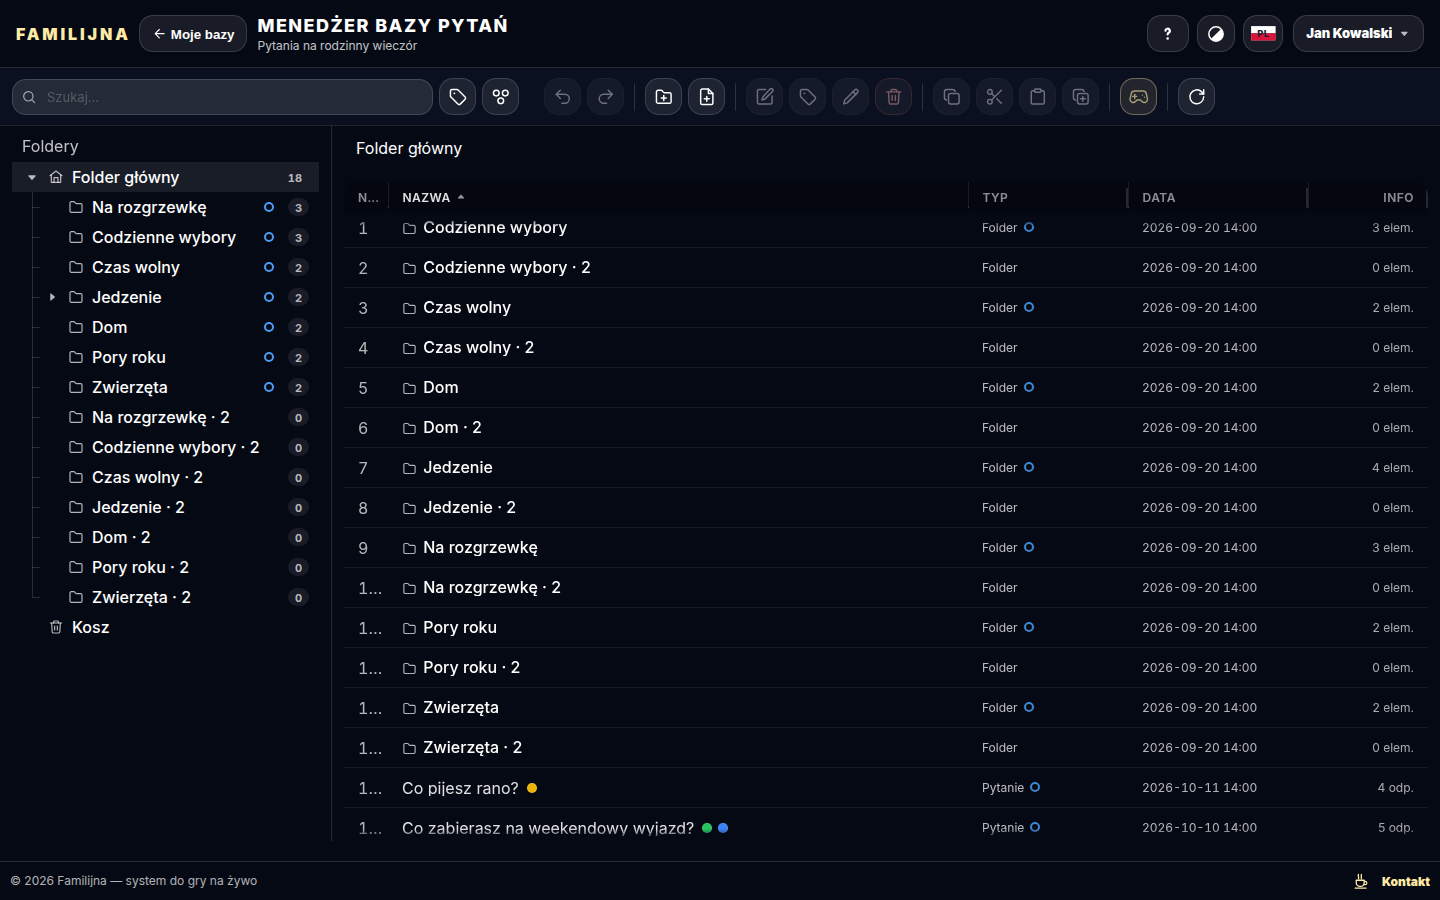 FAMILIJNA
Moje bazy
MENEDŻER BAZY PYTAŃ
Pytania na rodzinny wieczór
?
PL
Jan Kowalski
Szukaj...
Foldery
Folder główny 18
Na rozgrzewkę 3
Codzienne wybory 3
Czas wolny 2
Jedzenie 2
Dom 2
Pory roku 2
Zwierzęta 2
Na rozgrzewkę · 2 0
Codzienne wybory · 2 0
Czas wolny · 2 0
Jedzenie · 2 0
Dom · 2 0
Pory roku · 2 0
Zwierzęta · 2 0
Kosz
Folder główny
N... NAZWA TYP DATA INFO
1 Codzienne wybory Folder 2026-09-20 14:00 3 elem.
2 Codzienne wybory · 2 Folder 2026-09-20 14:00 0 elem.
3 Czas wolny Folder 2026-09-20 14:00 2 elem.
4 Czas wolny · 2 Folder 2026-09-20 14:00 0 elem.
5 Dom Folder 2026-09-20 14:00 2 elem.
6 Dom · 2 Folder 2026-09-20 14:00 0 elem.
7 Jedzenie Folder 2026-09-20 14:00 4 elem.
8 Jedzenie · 2 Folder 2026-09-20 14:00 0 elem.
9 Na rozgrzewkę Folder 2026-09-20 14:00 3 elem.
1... Na rozgrzewkę · 2 Folder 2026-09-20 14:00 0 elem.
1... Pory roku Folder 2026-09-20 14:00 2 elem.
1... Pory roku · 2 Folder 2026-09-20 14:00 0 elem.
1... Zwierzęta Folder 2026-09-20 14:00 2 elem.
1... Zwierzęta · 2 Folder 2026-09-20 14:00 0 elem.
1... Co pijesz rano? Pytanie 2026-10-11 14:00 4 odp.
1... Co zabierasz na weekendowy wyjazd? Pytanie 2026-10-10 14:00 5 odp.
© 2026 Familijna — system do gry na żywo
Kontakt